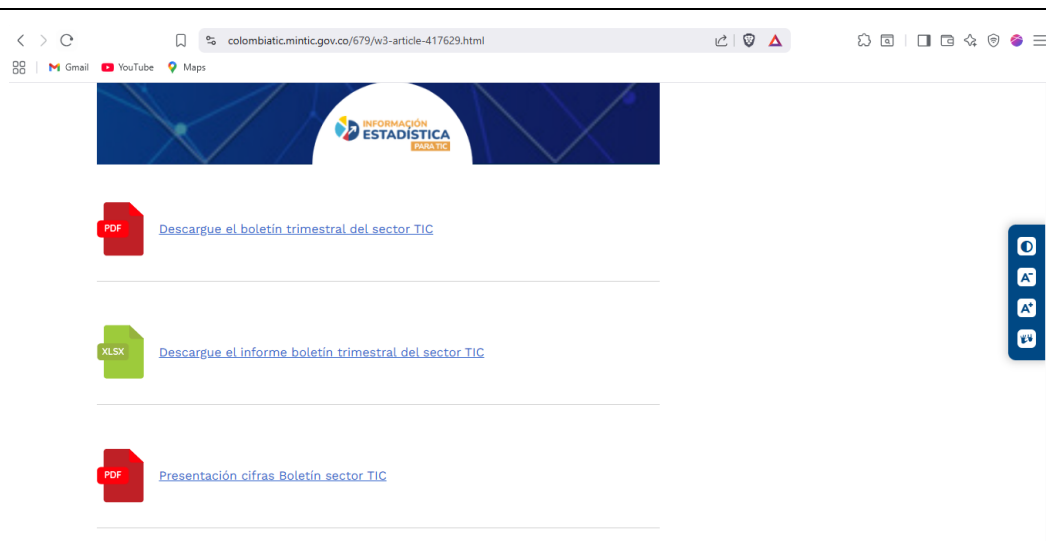 colombiatic.mintic.gov.co/679/w3-article-417629.html
Gmail YouTube Maps
INFORMACIÓN
ESTADÍSTICA
PARA TIC
PDF
Descargue el boletín trimestral del sector TIC
XLSX
Descargue el informe boletín trimestral del sector TIC
PDF
Presentación cifras Boletín sector TIC
A-
A+